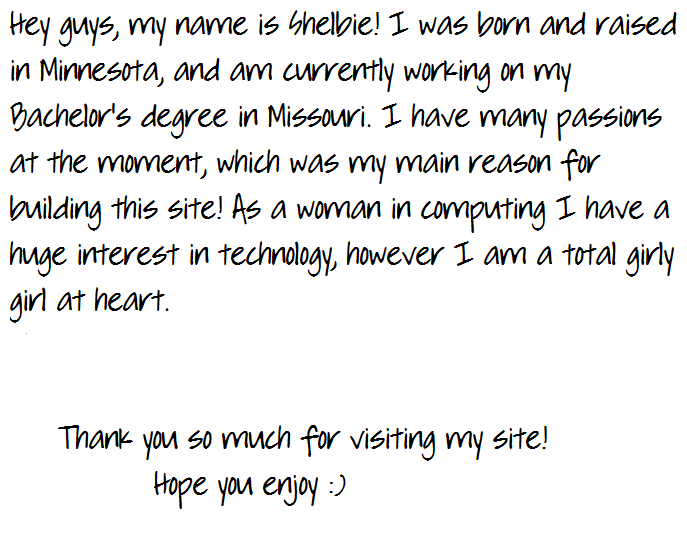 Hey guys, my name is Shelbie! I was born and raised
in Minnesota, and am currently working on my
Bachelor's degree in Missouri. I have many passions
at the moment, which was my main reason for
building this site! As a woman in computing I have a
huge interest in technology, however I am a total girly
girl at heart.
Thank you so much for visiting my site!
Hope you enjoy :)